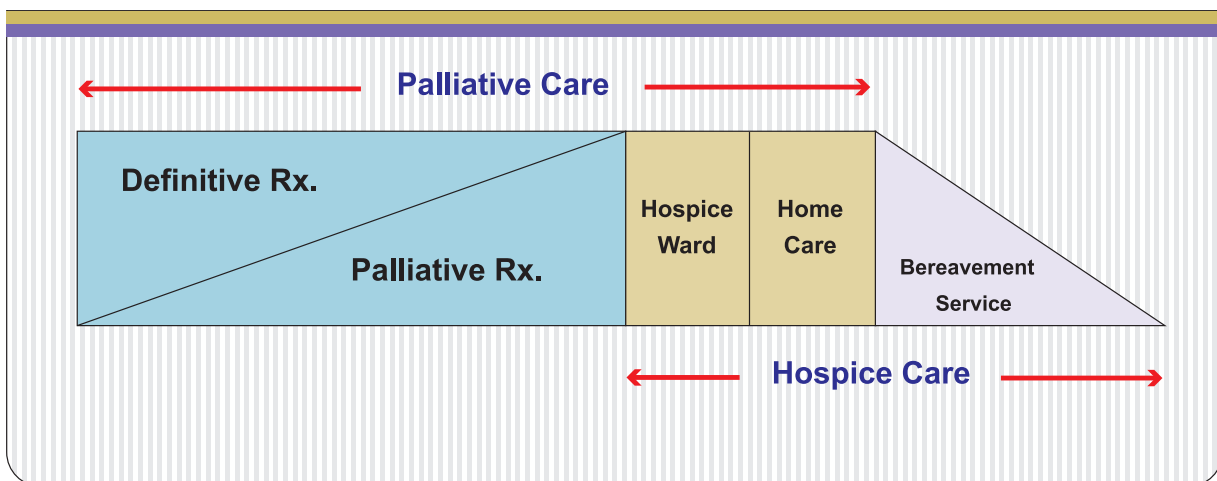 Palliative Care
Definitive Rx.
Palliative Rx.
Hospice
Ward
Home
Care
Bereavement
Service
Hospice Care